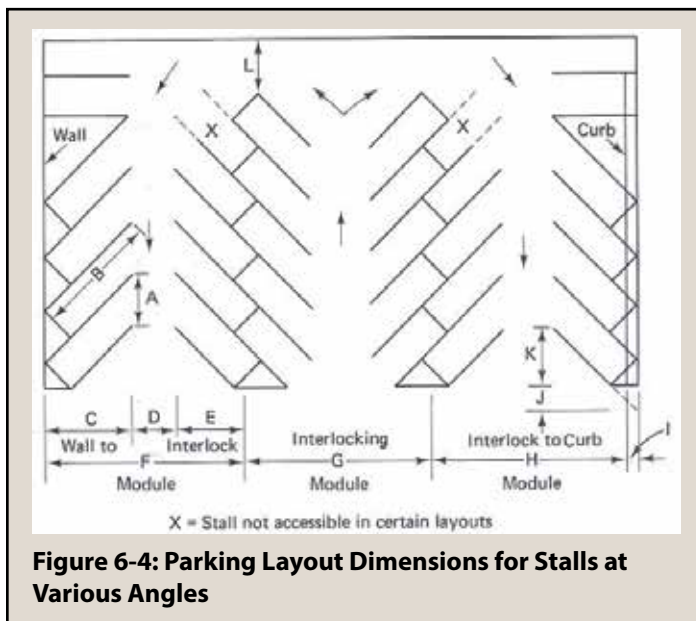 L
X
X
Wall
Curb
B
A
K
J
I
C D E
Wall to Interlock
Interlocking
Interlock to Curb
F
G
H
Module
Module
Module
X = Stall not accessible in certain layouts
Figure 6-4: Parking Layout Dimensions for Stalls at
Various Angles